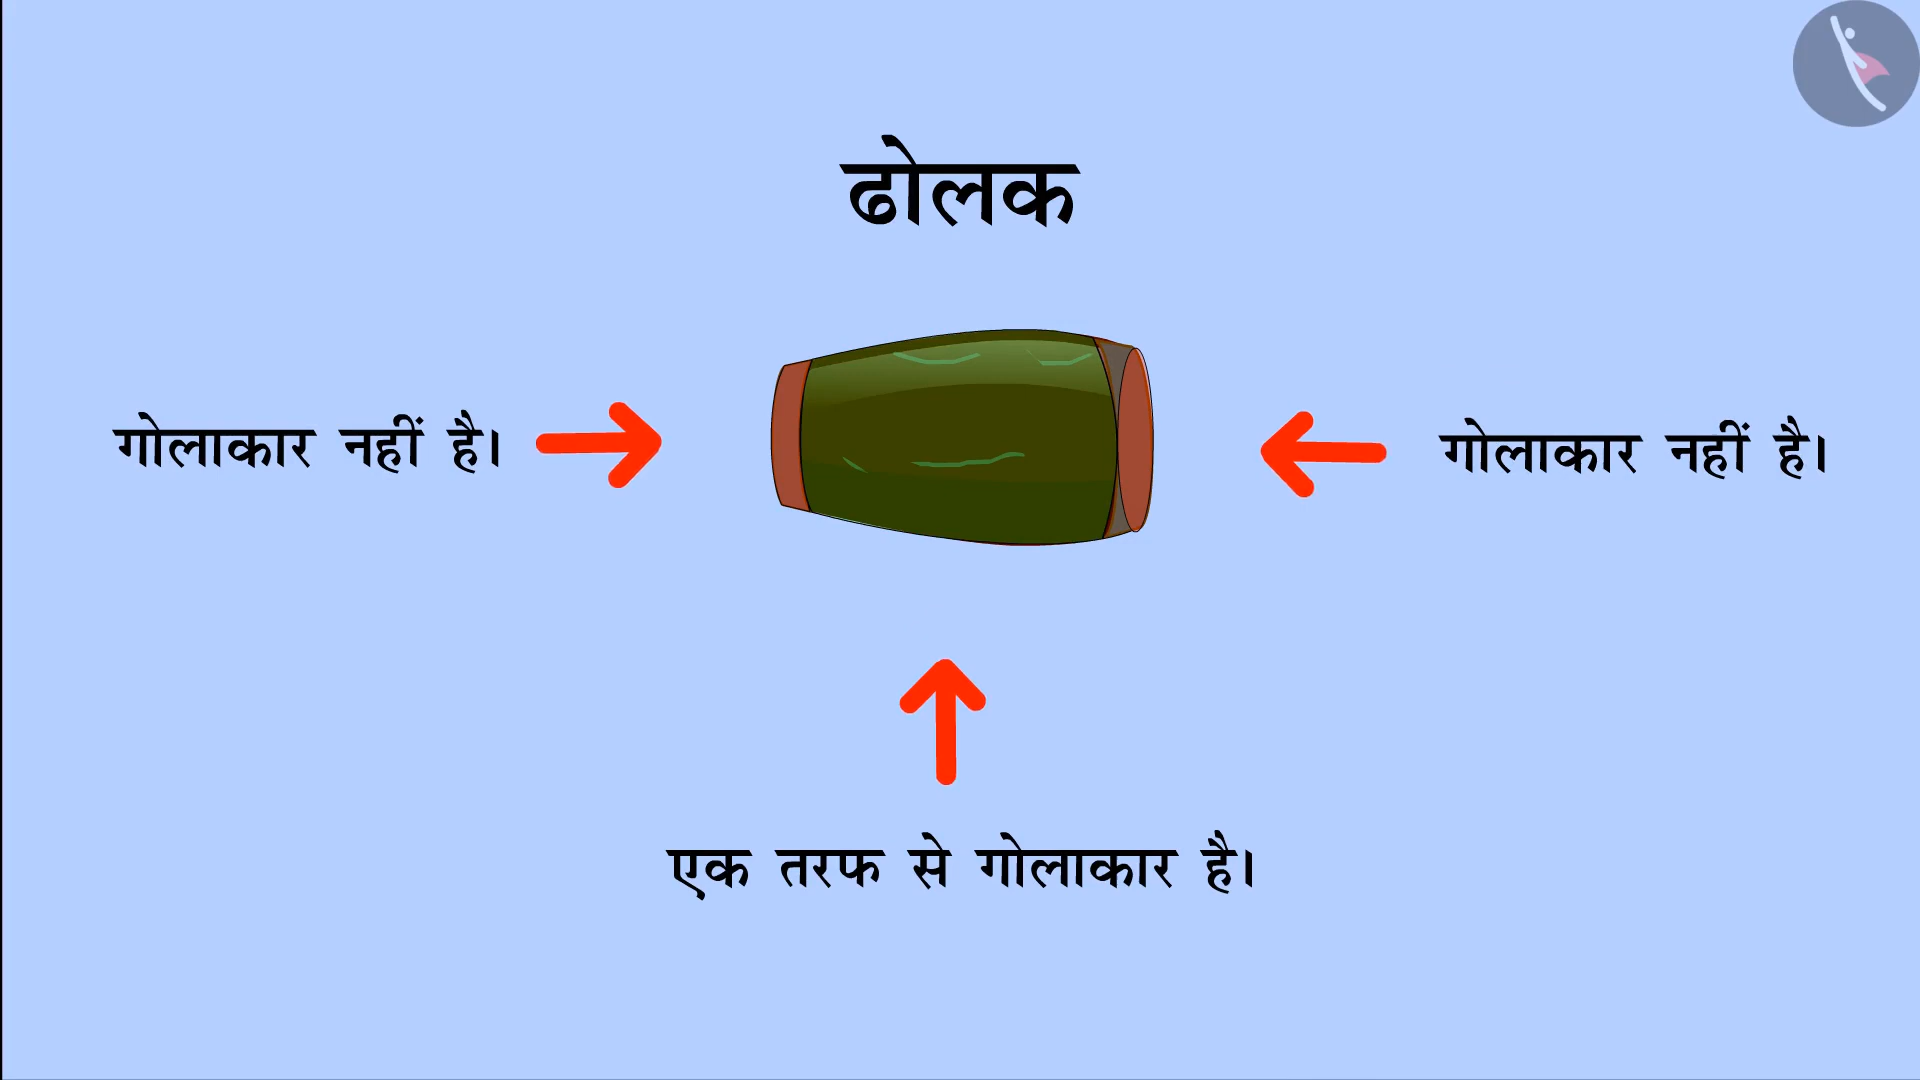 ढोलक
गोलाकार नहीं है।
गोलाकार नहीं है।
एक तरफ से गोलाकार है।